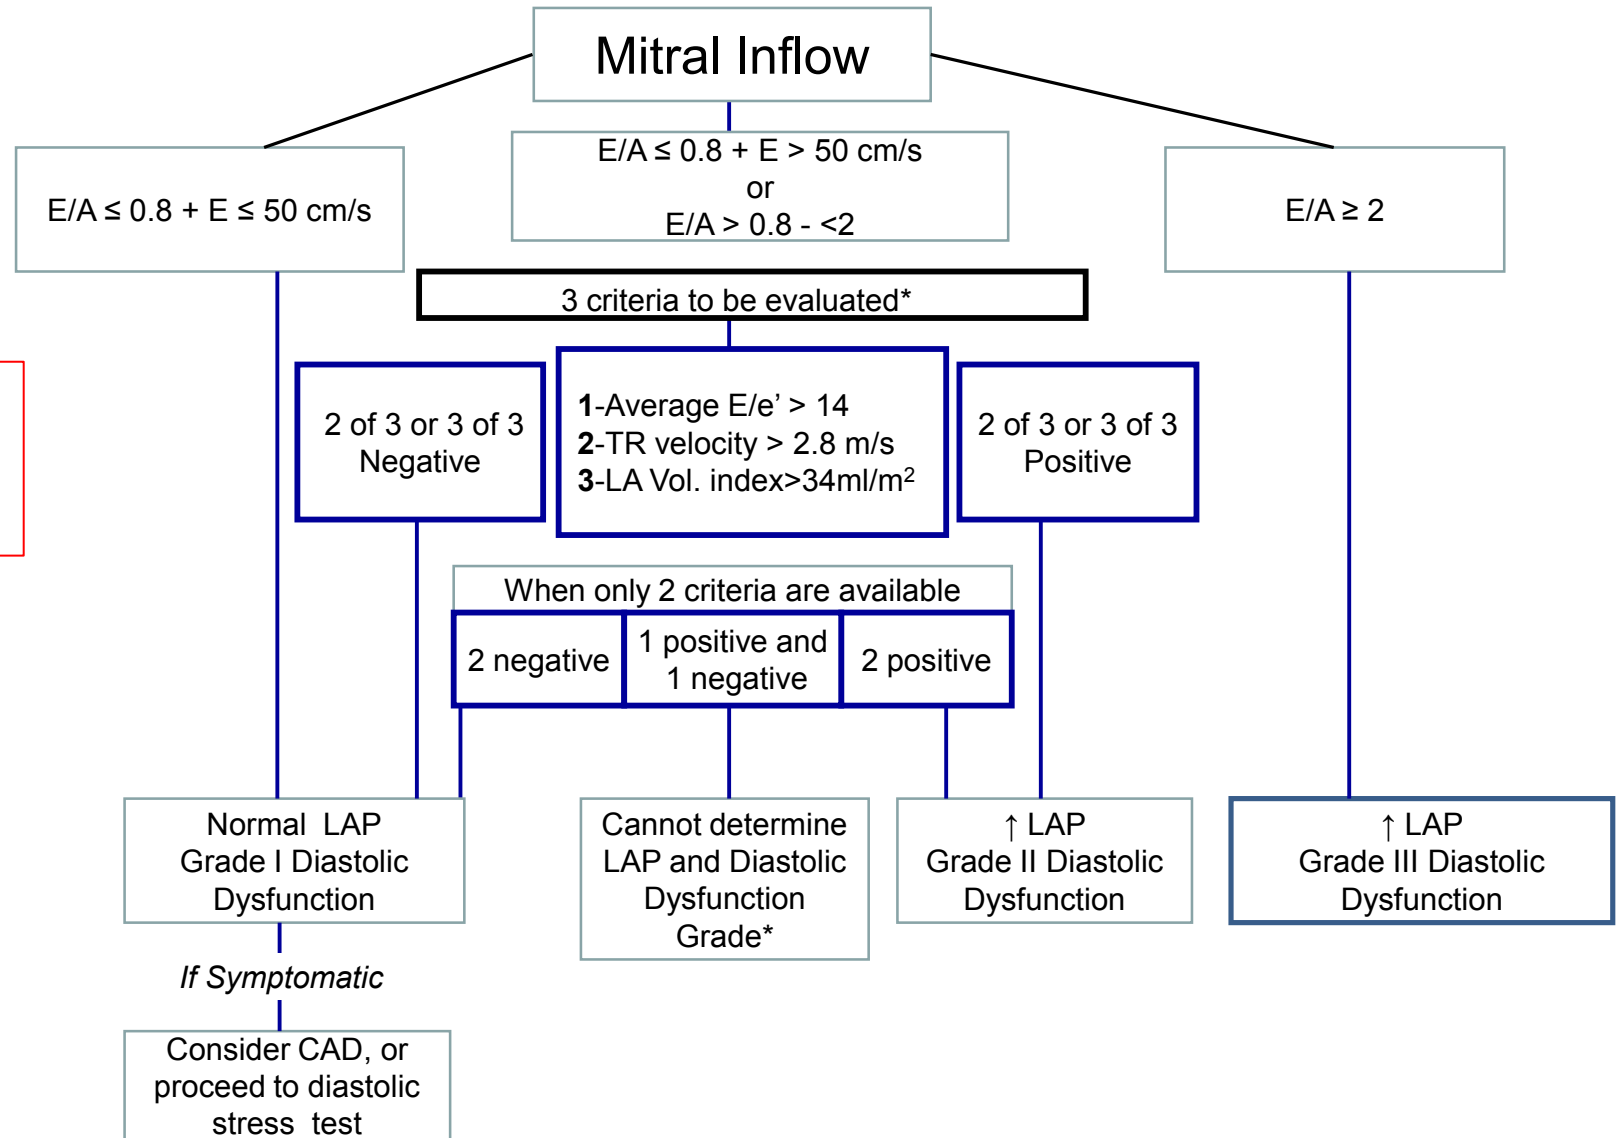 Mitral Inflow
E/A ≤ 0.8 + E ≤ 50 cm/s
E/A ≤ 0.8 + E > 50 cm/s
or
E/A > 0.8 - <2
E/A ≥ 2
3 criteria to be evaluated*
2 of 3 or 3 of 3
Negative
1-Average E/e’ > 14
2-TR velocity > 2.8 m/s
3-LA Vol. index>34ml/m²
2 of 3 or 3 of 3
Positive
When only 2 criteria are available
2 negative
1 positive and
1 negative
2 positive
Normal LAP
Grade I Diastolic
Dysfunction
Cannot determine
LAP and Diastolic
Dysfunction
Grade*
↑ LAP
Grade II Diastolic
Dysfunction
↑ LAP
Grade III Diastolic
Dysfunction
If Symptomatic
Consider CAD, or
proceed to diastolic
stress test